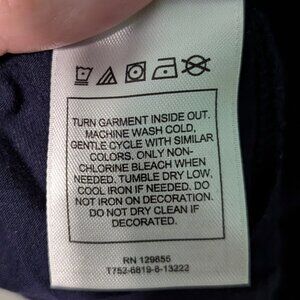 TURN GARMENT INSIDE OUT.
MACHINE WASH COLD,
GENTLE CYCLE WITH SIMILAR
COLORS. ONLY NON-
CHLORINE BLEACH WHEN
NEEDED. TUMBLE DRY LOW.
COOL IRON IF NEEDED. DO
NOT IRON ON DECORATION.
DO NOT DRY CLEAN IF
DECORATED.
RN 129855
T752-6819-8-13222